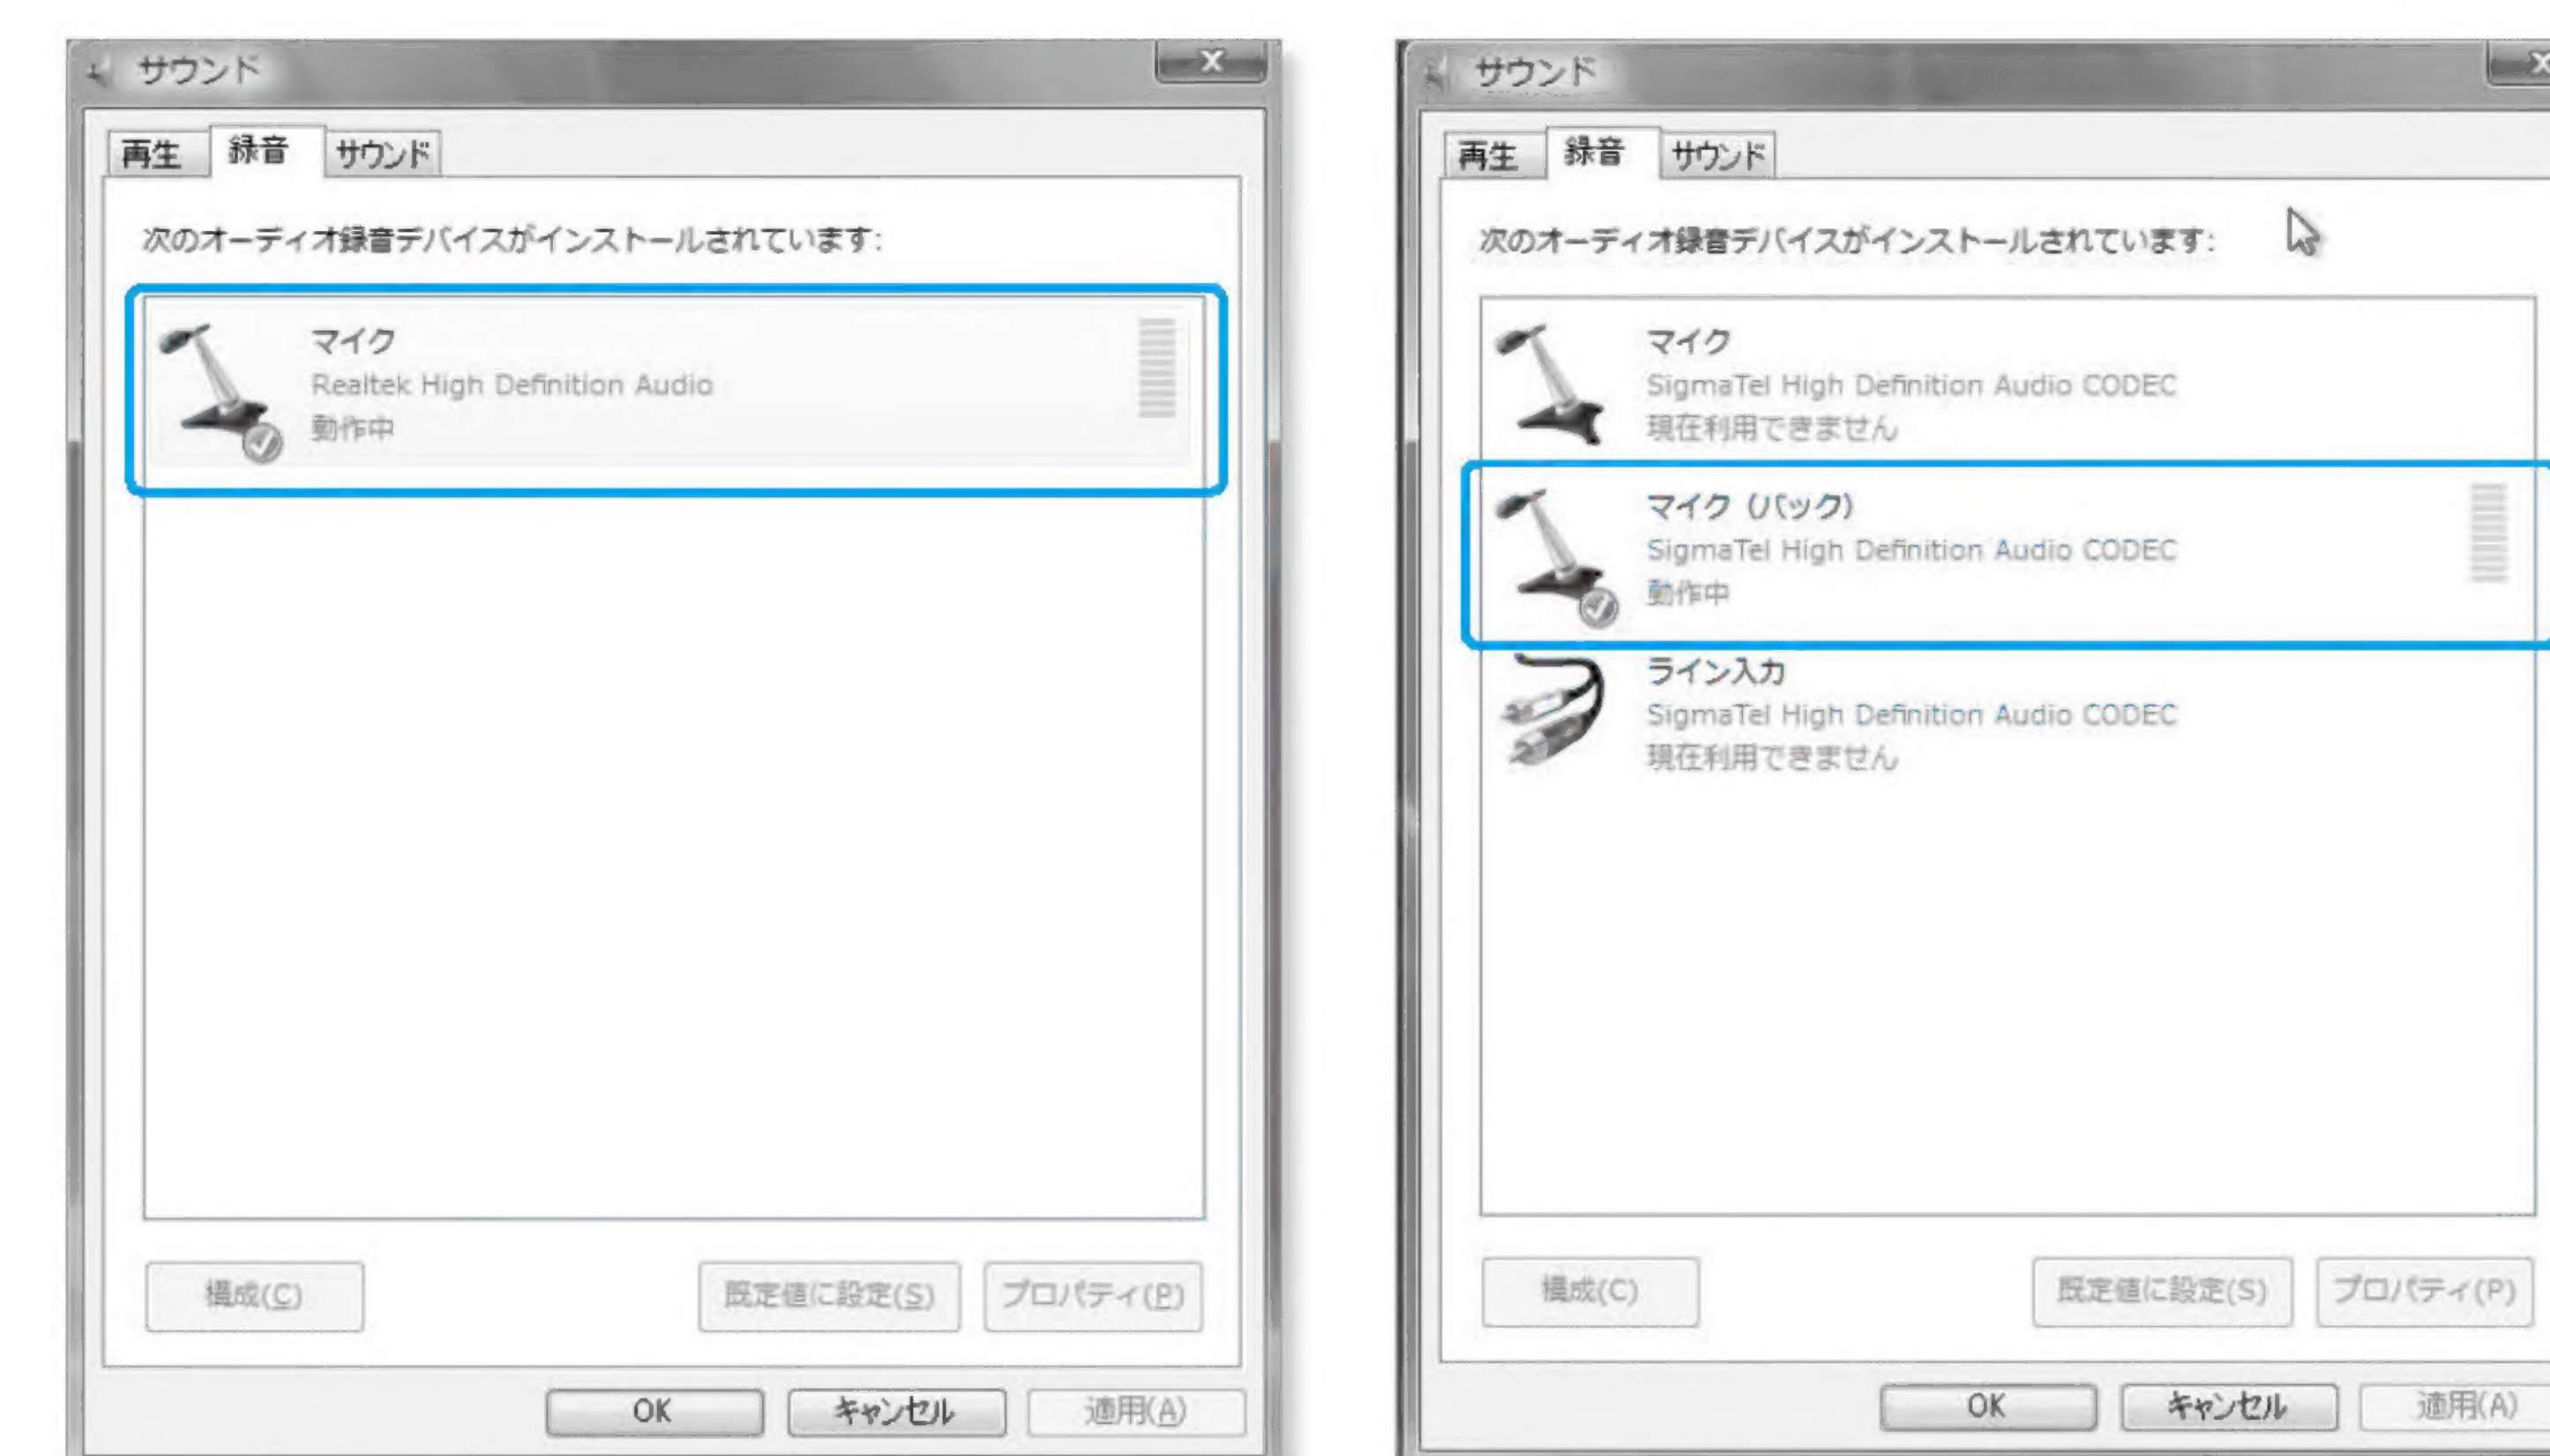 サウンド
再生 録音 サウンド
次のオーディオ録音デバイスがインストールされています:
マイク
Realtek High Definition Audio
動作中
構成(C)
既定値に設定(S)
プロパティ(P)
OK
キャンセル
適用(A)
サウンド
再生 録音 サウンド
次のオーディオ録音デバイスがインストールされています:
マイク
SigmaTel High Definition Audio CODEC
現在利用できません
マイク (バック)
SigmaTel High Definition Audio CODEC
動作中
ライン入力
SigmaTel High Definition Audio CODEC
現在利用できません
構成(C)
既定値に設定(S)
プロパティ(P)
OK
キャンセル
適用(A)